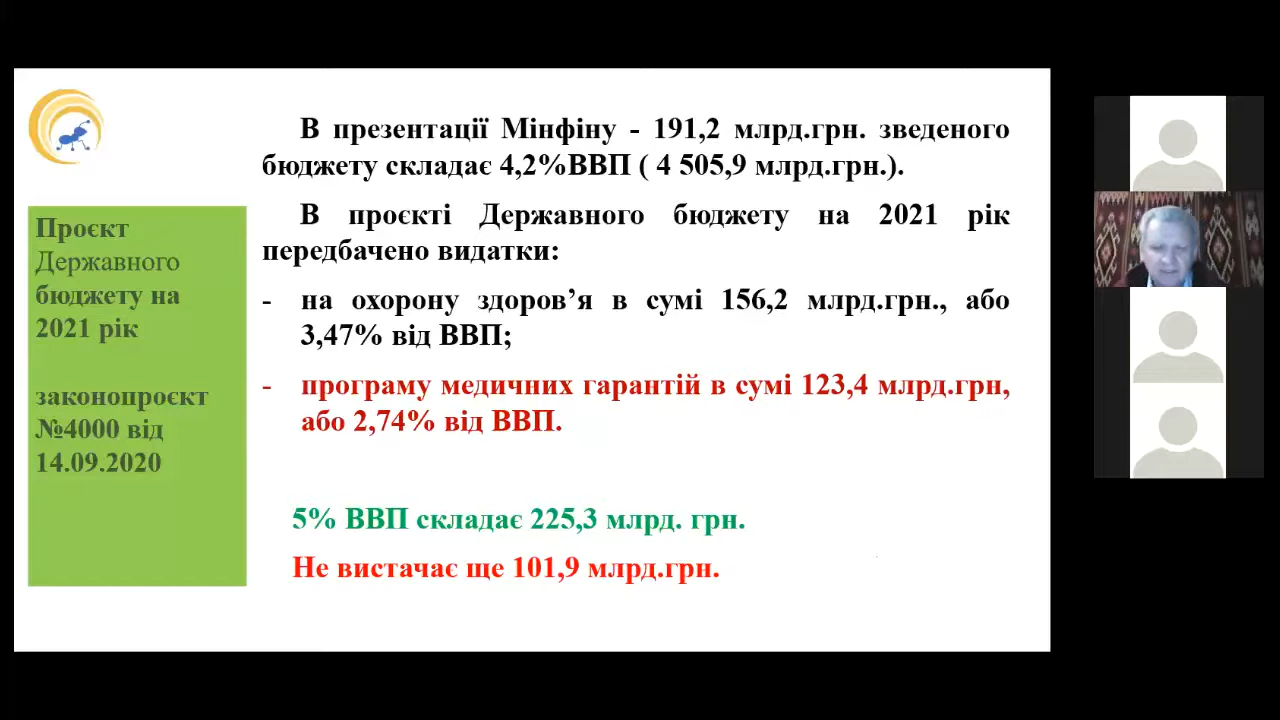 В презентації Мінфіну - 191,2 млрд.грн. зведеного
бюджету складає 4,2%ВВП ( 4 505,9 млрд.грн.).
В проєкті Державного бюджету на 2021 рік
передбачено видатки:
- на охорону здоров’я в сумі 156,2 млрд.грн., або
3,47% від ВВП;
- програму медичних гарантій в сумі 123,4 млрд.грн,
або 2,74% від ВВП.
5% ВВП складає 225,3 млрд. грн.
Не вистачає ще 101,9 млрд.грн.
Проєкт
Державного
бюджету на
2021 рік
законопроєкт
№4000 від
14.09.2020